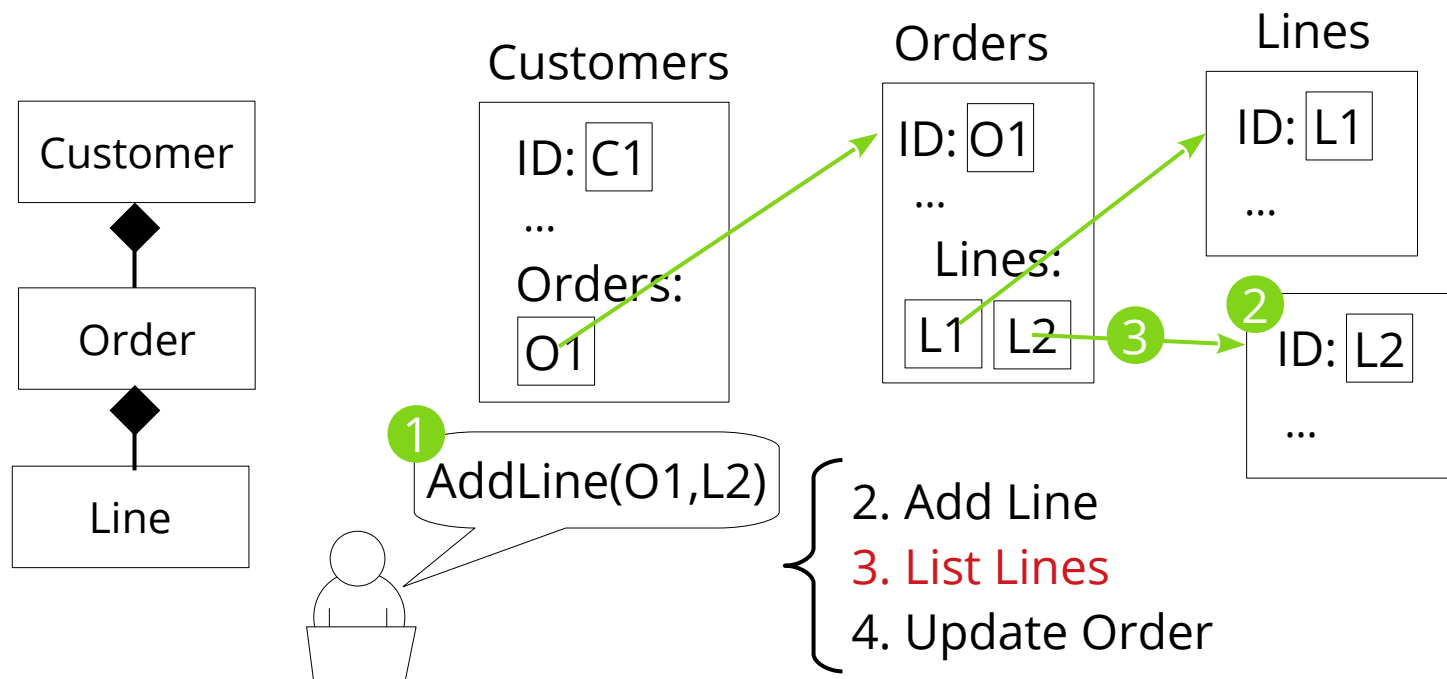 Customer
Order
Line
Customers
ID: C1
...
Orders:
O1
Orders
ID: O1
...
Lines:
L1 L2
Lines
ID: L1
...
3
2
ID: L2
...
1
AddLine(O1,L2)
2. Add Line
3. List Lines
4. Update Order